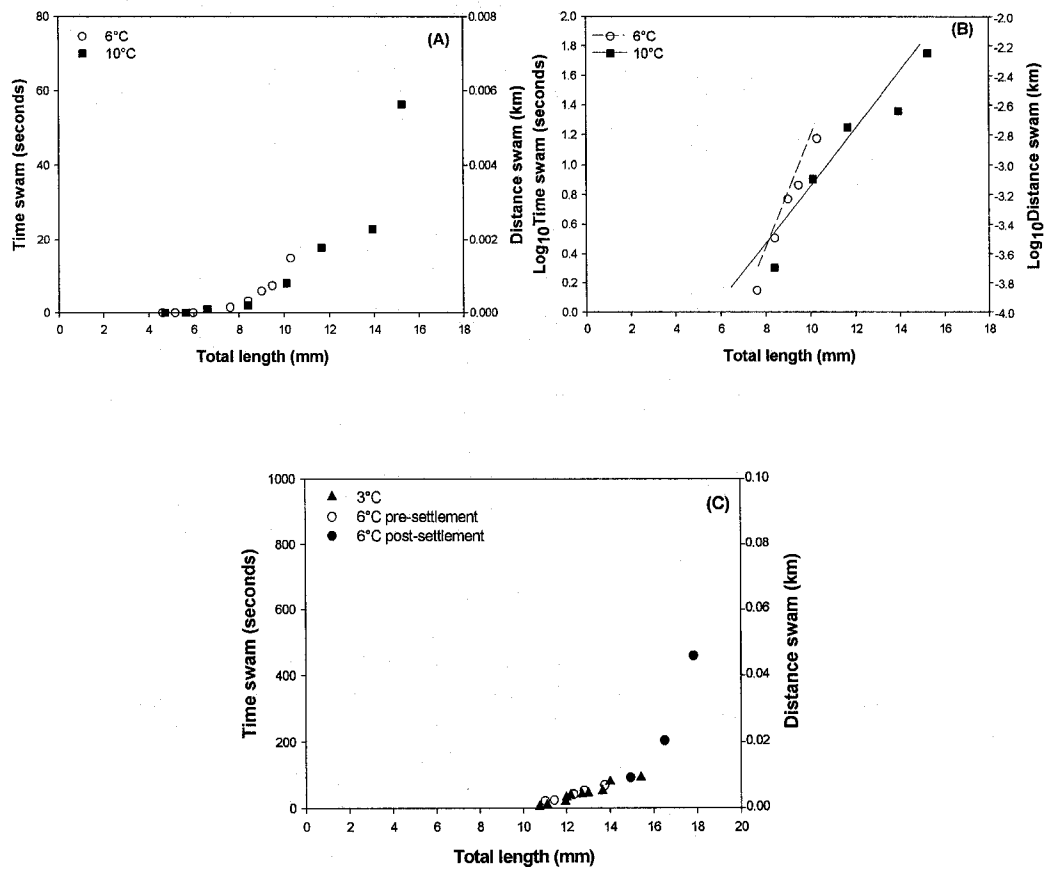 (A)
6°C
10°C
Time swam (seconds)
80
60
40
20
0
Distance swam (km)
0.008
0.006
0.004
0.002
0.000
0 2 4 6 8 10 12 14 16 18
Total length (mm)
(B)
6°C
10°C
Log10Time swam (seconds)
2.0
1.8
1.6
1.4
1.2
1.0
0.8
0.6
0.4
0.2
0.0
Log10Distance swam (km)
-2.0
-2.2
-2.4
-2.6
-2.8
-3.0
-3.2
-3.4
-3.6
-3.8
-4.0
0 2 4 6 8 10 12 14 16 18
Total length (mm)
(C)
3°C
6°C pre-settlement
6°C post-settlement
Time swam (seconds)
1000
800
600
400
200
0
Distance swam (km)
0.10
0.08
0.06
0.04
0.02
0.00
0 2 4 6 8 10 12 14 16 18 20
Total length (mm)